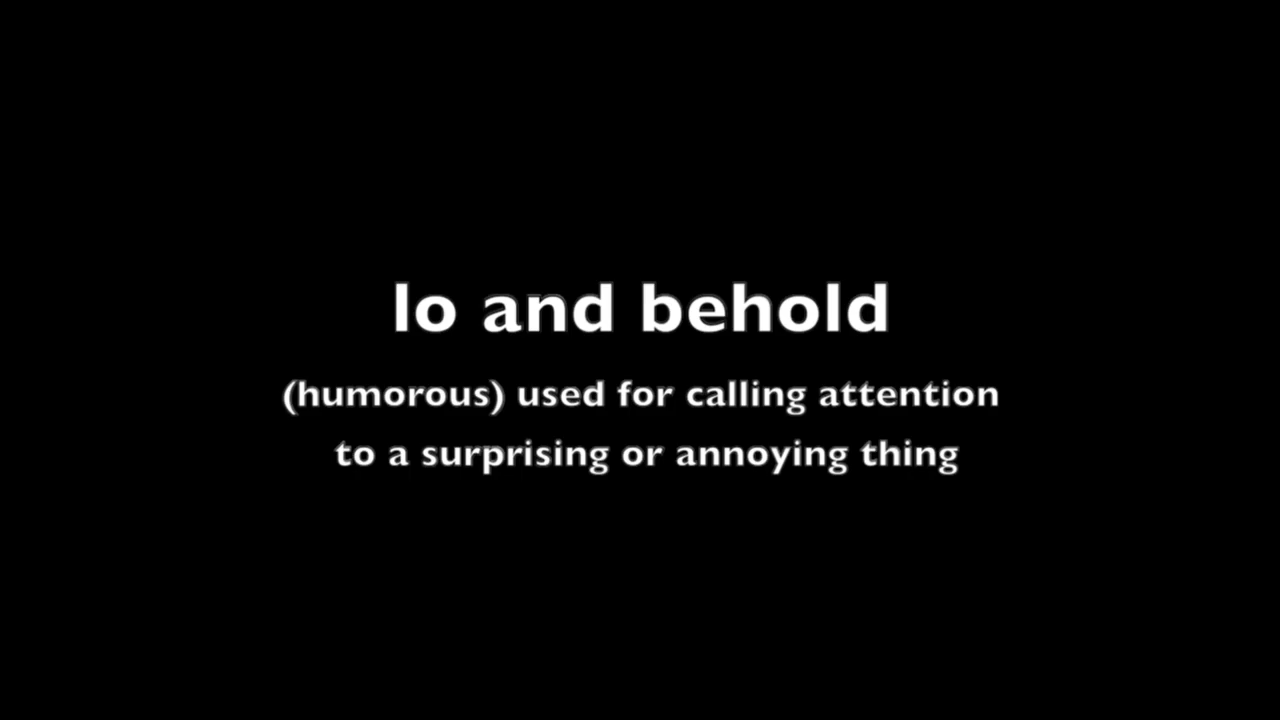 lo and behold
(humorous) used for calling attention
to a surprising or annoying thing